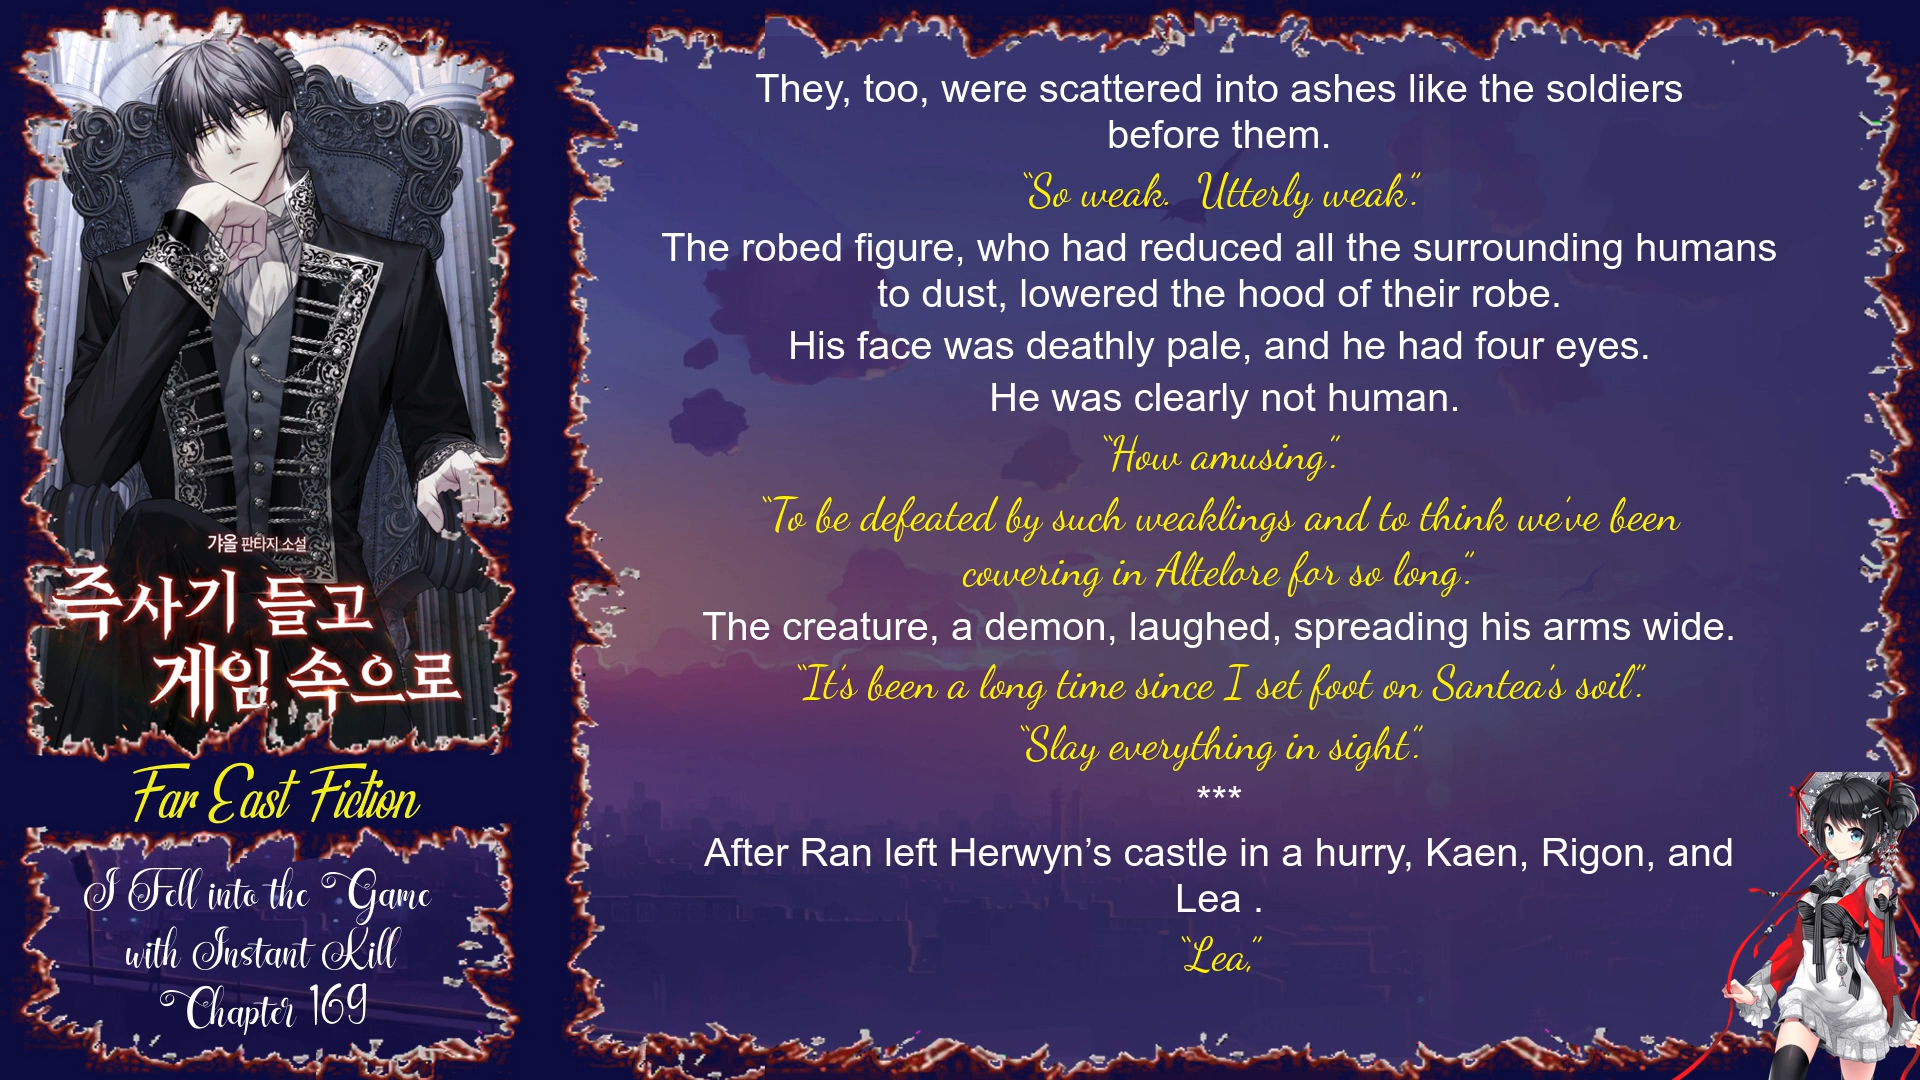 갸올 판타지 소설
즉사기 들고
게임 속으로
Far East Fiction
I Fell into the Game
with Instant Kill
Chapter 169
They, too, were scattered into ashes like the soldiers
before them.
“So weak.  Utterly weak.”
The robed figure, who had reduced all the surrounding humans
to dust, lowered the hood of their robe.
His face was deathly pale, and he had four eyes.
He was clearly not human.
“How amusing.”
“To be defeated by such weaklings and to think we’ve been
cowering in Altelore for so long.”
The creature, a demon, laughed, spreading his arms wide.
“It’s been a long time since I set foot on Santea’s soil.”
“Slay everything in sight.”
***
After Ran left Herwyn’s castle in a hurry, Kaen, Rigon, and
Lea .
“Lea,”